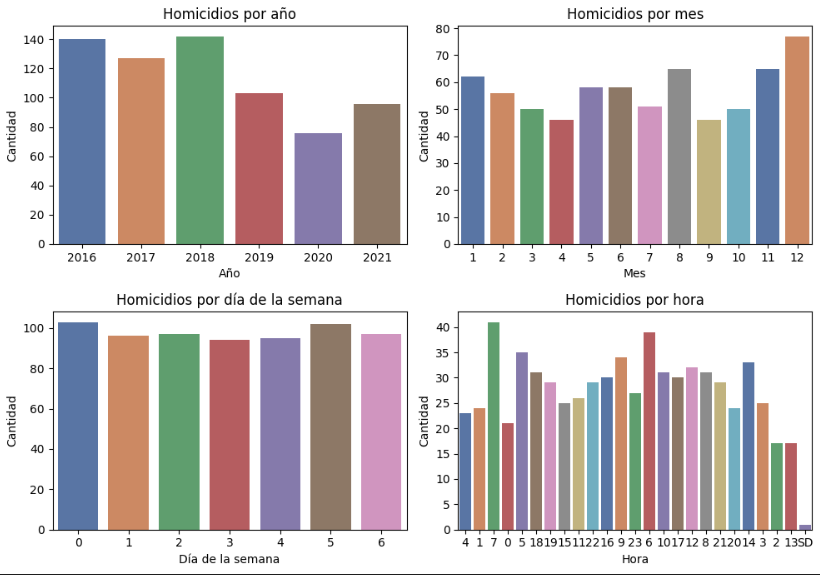 Homicidios por año
Cantidad
140
120
100
80
60
40
20
0
2016 2017 2018 2019 2020 2021
Año
Homicidios por mes
Cantidad
80
70
60
50
40
30
20
10
0
1 2 3 4 5 6 7 8 9 10 11 12
Mes
Homicidios por día de la semana
Cantidad
100
80
60
40
20
0
0 1 2 3 4 5 6
Día de la semana
Homicidios por hora
Cantidad
40
35
30
25
20
15
10
5
0
4 1 7 0 5 18 19 15 11 22 16 9 23 6 10 17 12 8 21 20 14 3 2 13 SD
Hora